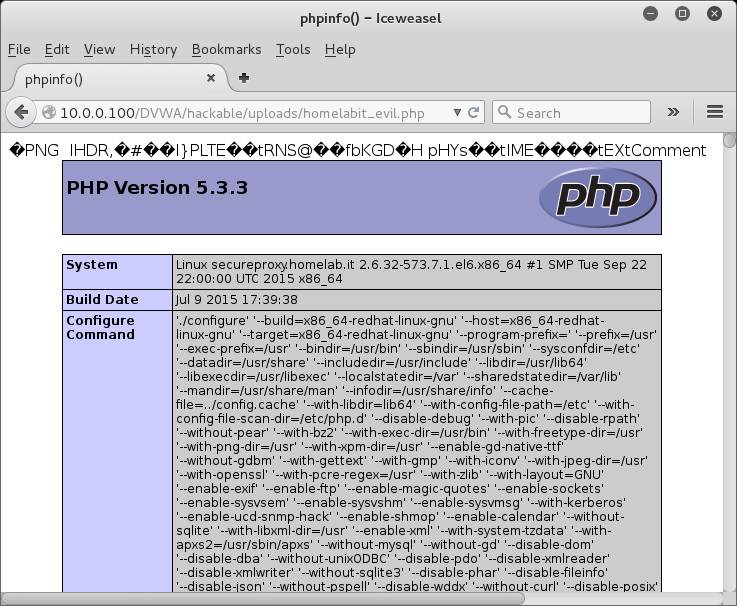 phpinfo() - Iceweasel
File Edit View History Bookmarks Tools Help
phpinfo()
10.0.0.100/DVWA/hackable/uploads/homelabit_evil.php Search
�PNG IHDR,�#��I}PLTE��tRNS@��fbKGD�H pHYs��tIME����tEXtComment
PHP Version 5.3.3
php
System
Linux secureproxy.homelab.it 2.6.32-573.7.1.el6.x86_64 #1 SMP Tue Sep 22
22:00:00 UTC 2015 x86_64
Build Date
Jul 9 2015 17:39:38
Configure
Command
'./configure' '--build=x86_64-redhat-linux-gnu' '--host=x86_64-redhat-
linux-gnu' '--target=x86_64-redhat-linux-gnu' '--program-prefix=' '--prefix=/usr'
'--exec-prefix=/usr' '--bindir=/usr/bin' '--sbindir=/usr/sbin' '--sysconfdir=/etc'
'--datadir=/usr/share' '--includedir=/usr/include' '--libdir=/usr/lib64'
'--libexecdir=/usr/libexec' '--localstatedir=/var' '--sharedstatedir=/var/lib'
'--mandir=/usr/share/man' '--infodir=/usr/share/info' '--cache-
file=../config.cache' '--with-libdir=lib64' '--with-config-file-path=/etc' '--with-
config-file-scan-dir=/etc/php.d' '--disable-debug' '--with-pic' '--disable-rpath'
'--without-pear' '--with-bz2' '--with-exec-dir=/usr/bin' '--with-freetype-dir=/usr'
'--with-png-dir=/usr' '--with-xpm-dir=/usr' '--enable-gd-native-ttf'
'--without-gdbm' '--with-gettext' '--with-gmp' '--with-iconv' '--with-jpeg-dir=/usr'
'--with-openssl' '--with-pcre-regex=/usr' '--with-zlib' '--with-layout=GNU'
'--enable-exif' '--enable-ftp' '--enable-magic-quotes' '--enable-sockets'
'--enable-sysvsem' '--enable-sysvshm' '--enable-sysvmsg' '--with-kerberos'
'--enable-ucd-snmp-hack' '--enable-shmop' '--enable-calendar' '--without-
sqlite' '--with-libxml-dir=/usr' '--enable-xml' '--with-system-tzdata' '--with-
apxs2=/usr/sbin/apxs' '--without-mysql' '--without-gd' '--disable-dom'
'--disable-dba' '--without-unixODBC' '--disable-pdo' '--disable-xmlreader'
'--disable-xmlwriter' '--without-sqlite3' '--disable-phar' '--disable-fileinfo'
'--disable-json' '--without-pspell' '--disable-wddx' '--without-curl' '--disable-posix'